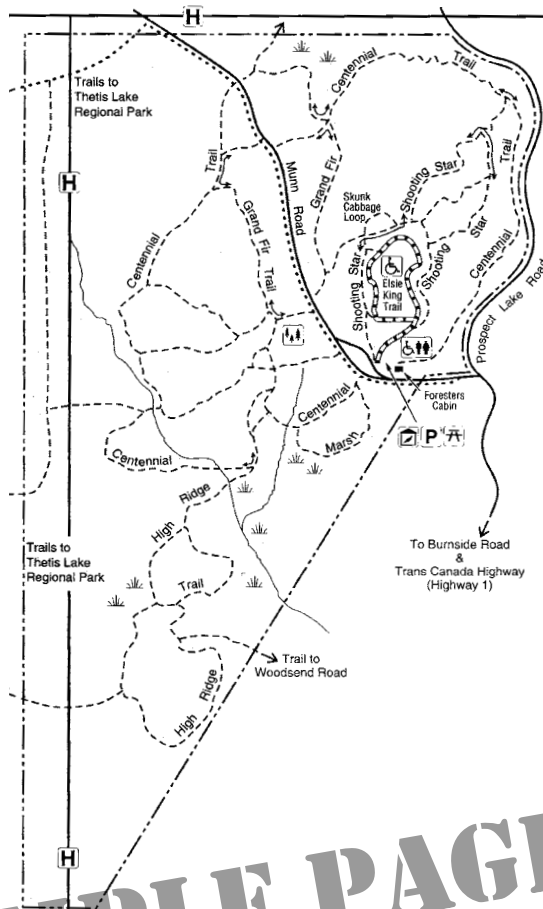 H
Trails to
Thetis Lake
Regional Park
H
Centennial
Trail
Trail
Munn Road
Grand Fir
Shooting Star
Trail
Skunk
Cabbage
Loop
Grand Fir
Trail
Centennial
Shooting Star
Elsie
King
Trail
Shooting
Star
Centennial
Prospect Lake Road
Foresters
Cabin
P
Centennial
Marsh
Centennial
High
Ridge
Trail
Trails to
Thetis Lake
Regional Park
To Burnside Road
&
Trans Canada Highway
(Highway 1)
Trail to
Woodsend Road
High
Ridge
H
SAMPLE PAGE